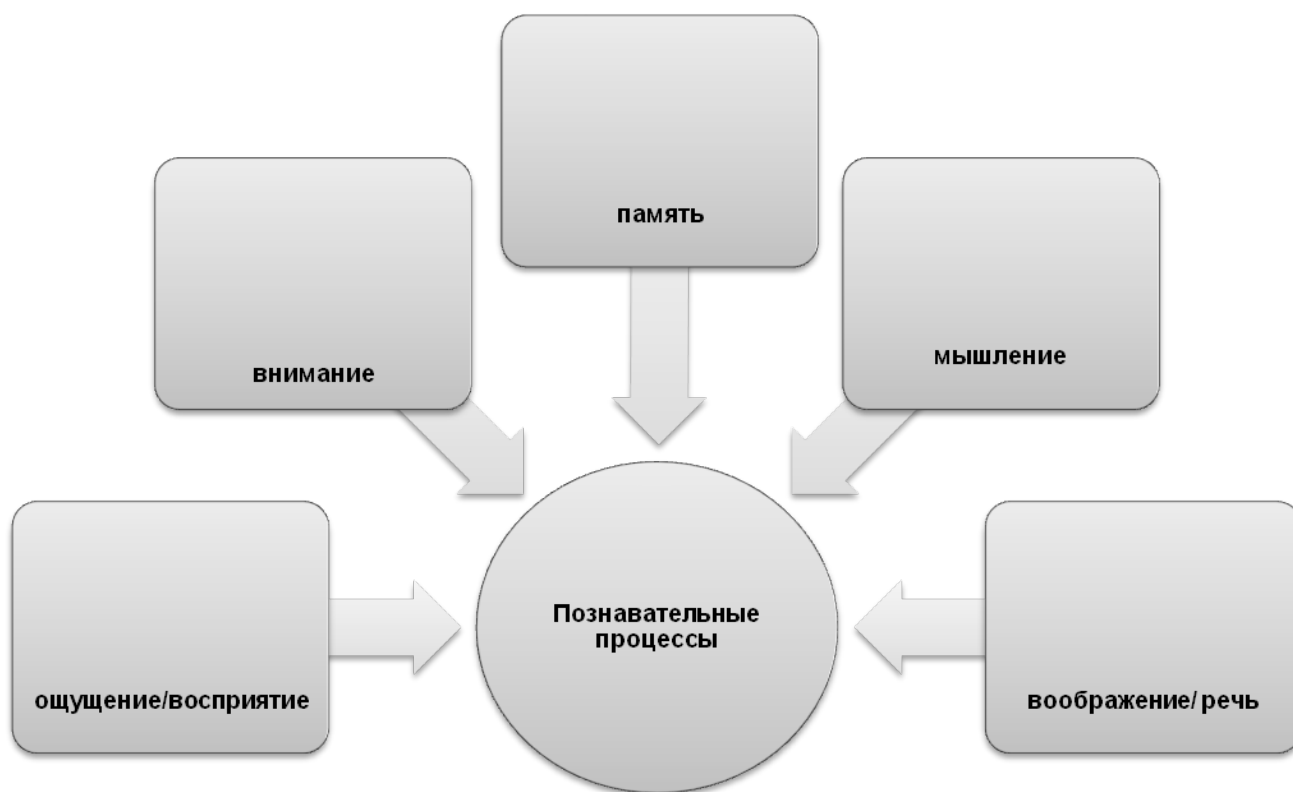 память
внимание
мышление
Познавательные
процессы
ощущение/восприятие
воображение/ речь